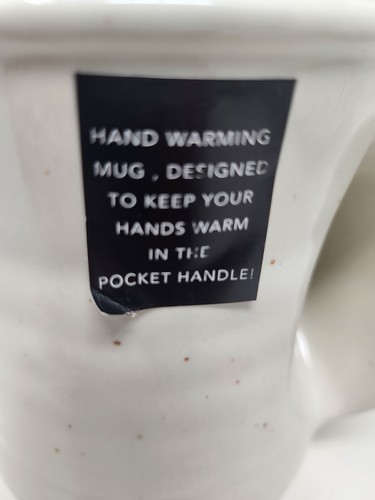 HAND WARMING
MUG , DESIGNED
TO KEEP YOUR
HANDS WARM
IN THE
POCKET HANDLE!